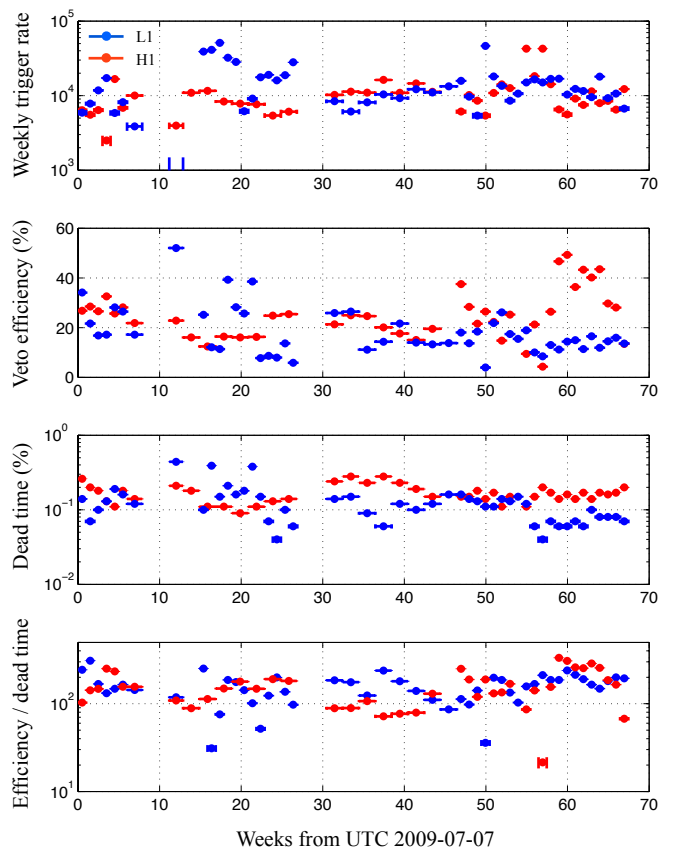 Weekly trigger rate
10^5
10^4
10^3
L1
H1
0 10 20 30 40 50 60 70
Veto efficiency (%)
60
40
20
0
0 10 20 30 40 50 60 70
Dead time (%)
10^0
10^−1
10^−2
0 10 20 30 40 50 60 70
Efficiency / dead time
10^2
10^1
0 10 20 30 40 50 60 70
Weeks from UTC 2009-07-07